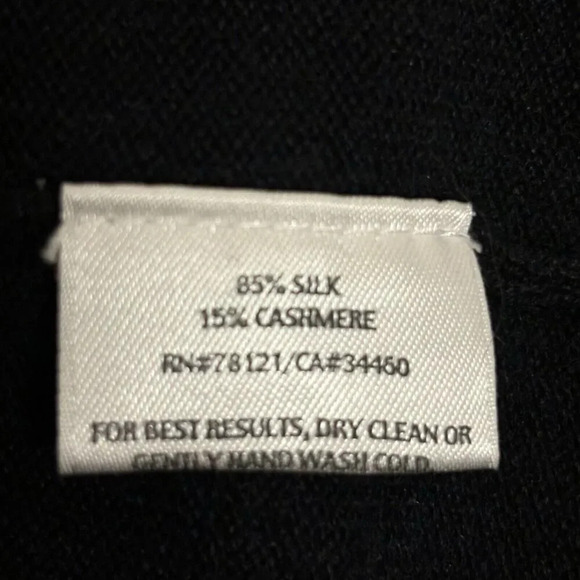 85% SILK
15% CASHMERE
RN#78121/CA#34460
FOR BEST RESULTS, DRY CLEAN OR
GENTLY HAND WASH COLD.